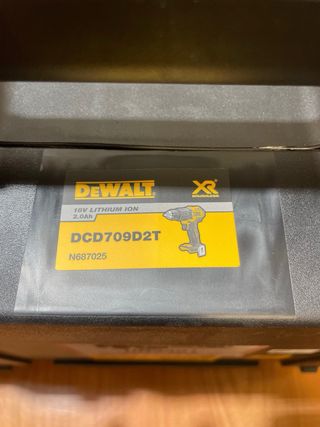 DEWALT
XR
18V LITHIUM ION
2.0Ah
DCD709D2T
N687025